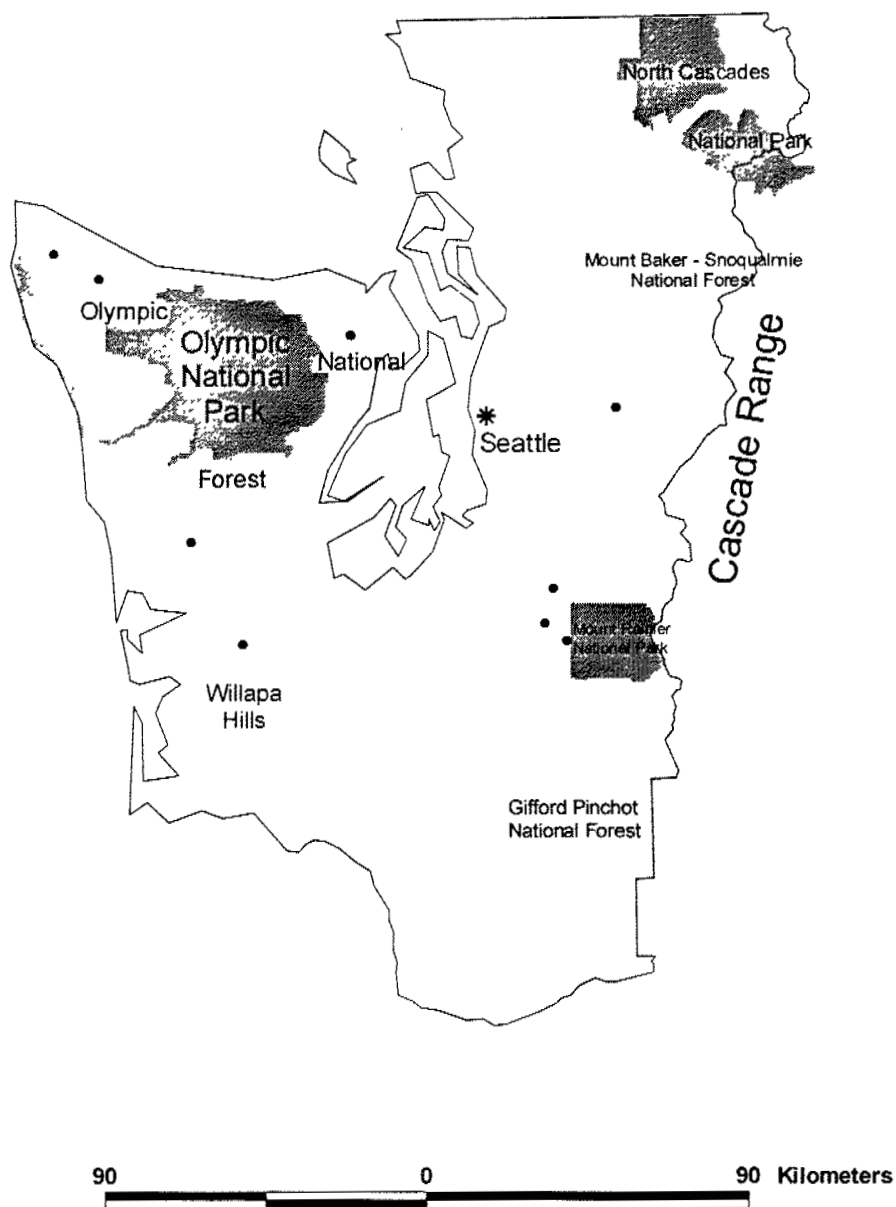 North Cascades
National Park
Mount Baker - Snoqualmie
National Forest
Olympic
Olympic
National
Park
National
Forest
Seattle
Cascade Range
Mount Rainier
National Park
Willapa
Hills
Gifford Pinchot
National Forest
90 0 90 Kilometers